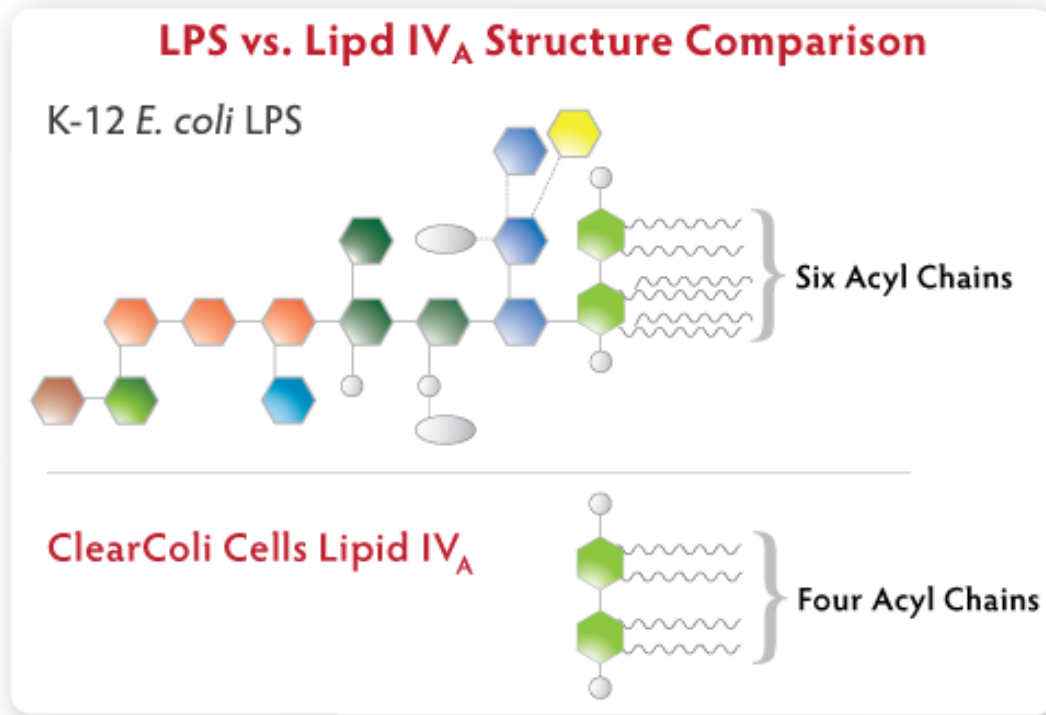 LPS vs. Lipd IVA Structure Comparison
K-12 E. coli LPS
Six Acyl Chains
ClearColi Cells Lipid IVA
Four Acyl Chains